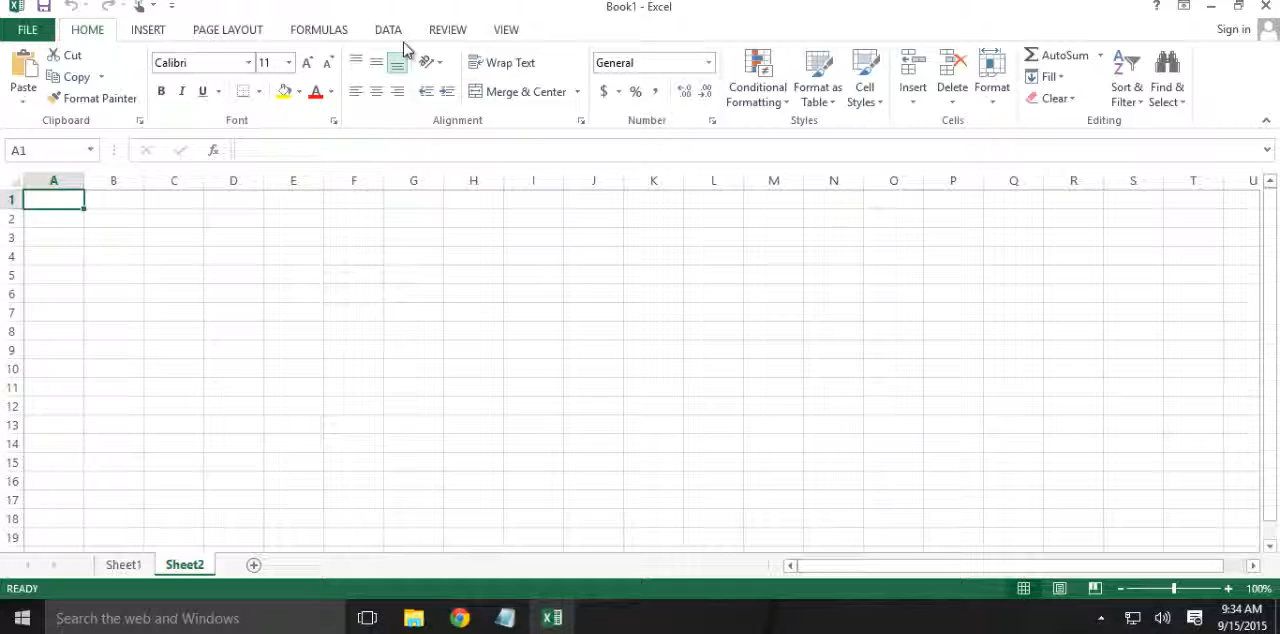 Book1 - Excel
?
FILE HOME INSERT PAGE LAYOUT FORMULAS DATA REVIEW VIEW Sign in
Cut
Copy
Format Painter
Paste
Clipboard
Calibri 11
B I U
Font
Wrap Text
Merge & Center
Alignment
General
$ % ,
Number
Conditional Formatting
Format as Table
Cell Styles
Styles
Insert Delete Format
Cells
AutoSum
Fill
Clear
Sort & Filter
Find & Select
Editing
A1 fx
A B C D E F G H I J K L M N O P Q R S T U
1
2
3
4
5
6
7
8
9
10
11
12
13
14
15
16
17
18
19
Sheet1 Sheet2
READY 100%
Search the web and Windows
9:34 AM
9/15/2015